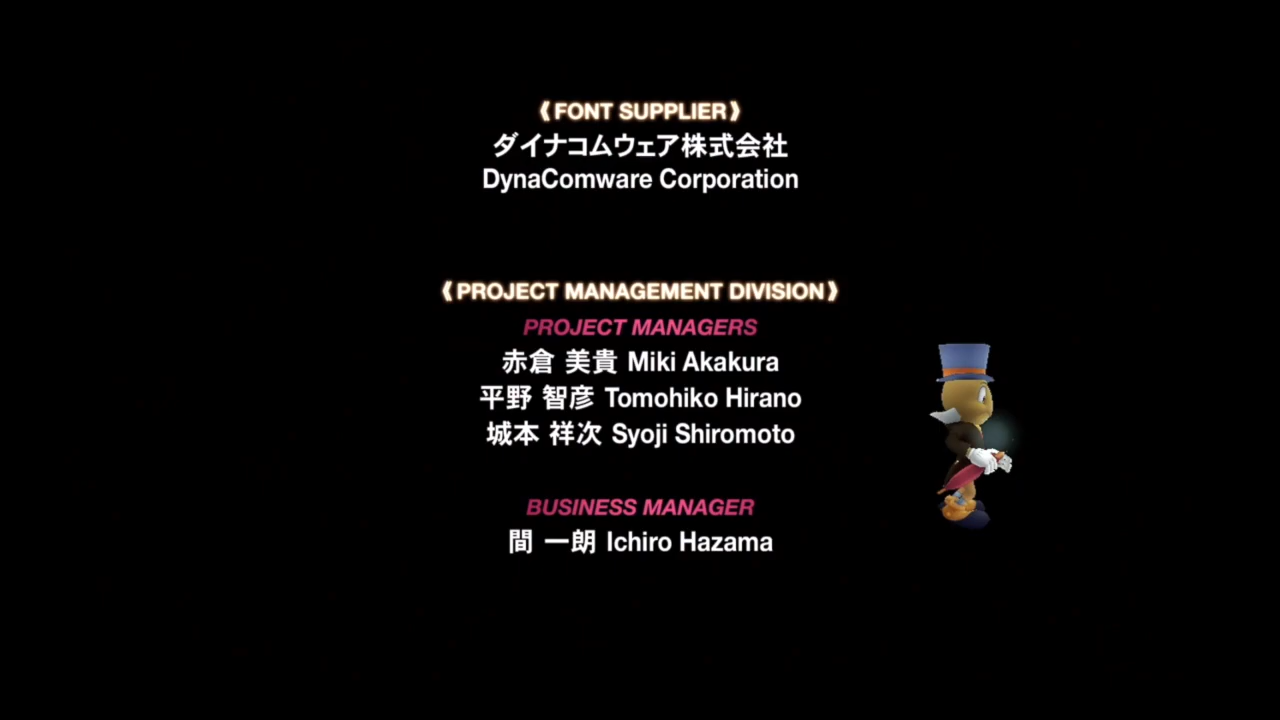 《FONT SUPPLIER》
ダイナコムウェア株式会社
DynaComware Corporation
《PROJECT MANAGEMENT DIVISION》
PROJECT MANAGERS
赤倉 美貴 Miki Akakura
平野 智彦 Tomohiko Hirano
城本 祥次 Syoji Shiromoto
BUSINESS MANAGER
間 一朗 Ichiro Hazama